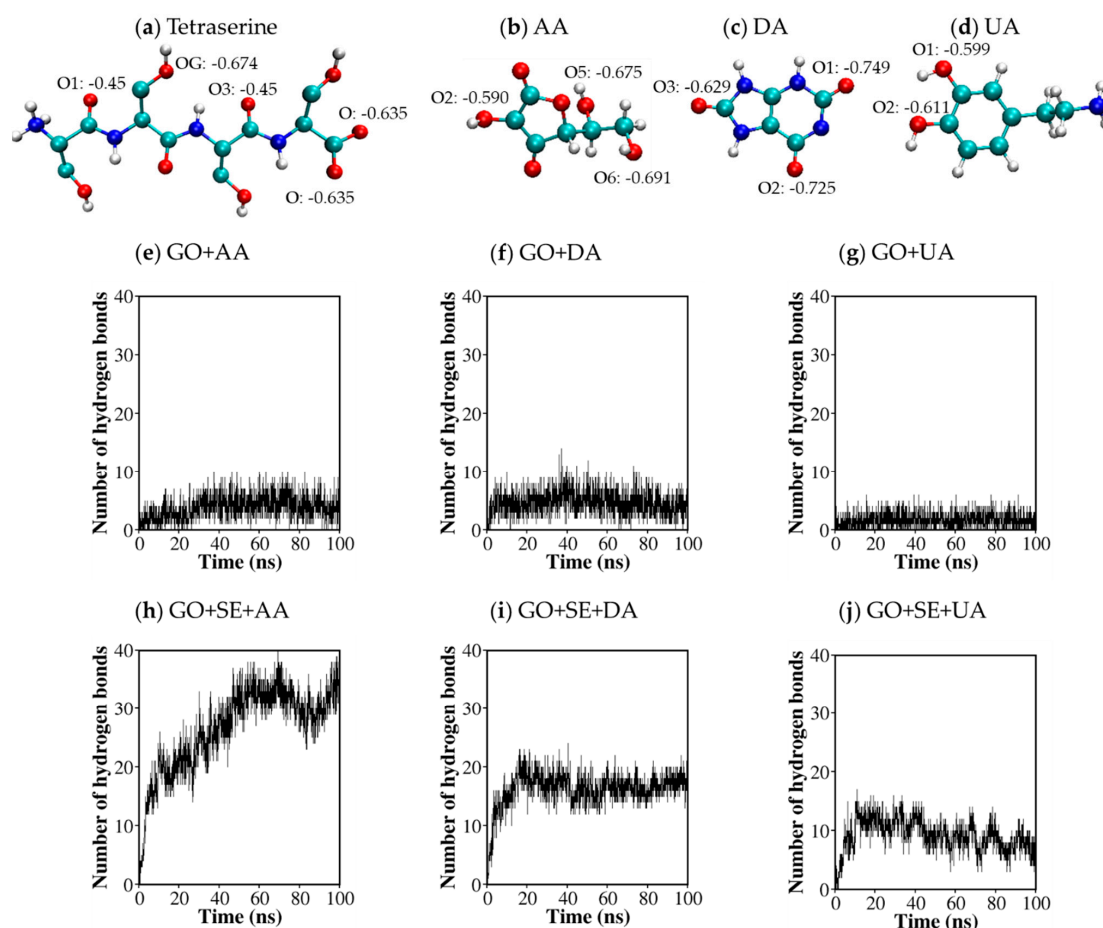 (a) Tetraserine
(b) AA
(c) DA
(d) UA
OG: -0.674
O1: -0.45
O3: -0.45
O: -0.635
O: -0.635
O5: -0.675
O2: -0.590
O6: -0.691
O1: -0.749
O3: -0.629
O2: -0.725
O1: -0.599
O2: -0.611
(e) GO+AA
Number of hydrogen bonds
40
30
20
10
0
0 20 40 60 80 100
Time (ns)
(f) GO+DA
Number of hydrogen bonds
40
30
20
10
0
0 20 40 60 80 100
Time (ns)
(g) GO+UA
Number of hydrogen bonds
40
30
20
10
0
0 20 40 60 80 100
Time (ns)
(h) GO+SE+AA
Number of hydrogen bonds
40
30
20
10
0
0 20 40 60 80 100
Time (ns)
(i) GO+SE+DA
Number of hydrogen bonds
40
30
20
10
0
0 20 40 60 80 100
Time (ns)
(j) GO+SE+UA
Number of hydrogen bonds
40
30
20
10
0
0 20 40 60 80 100
Time (ns)